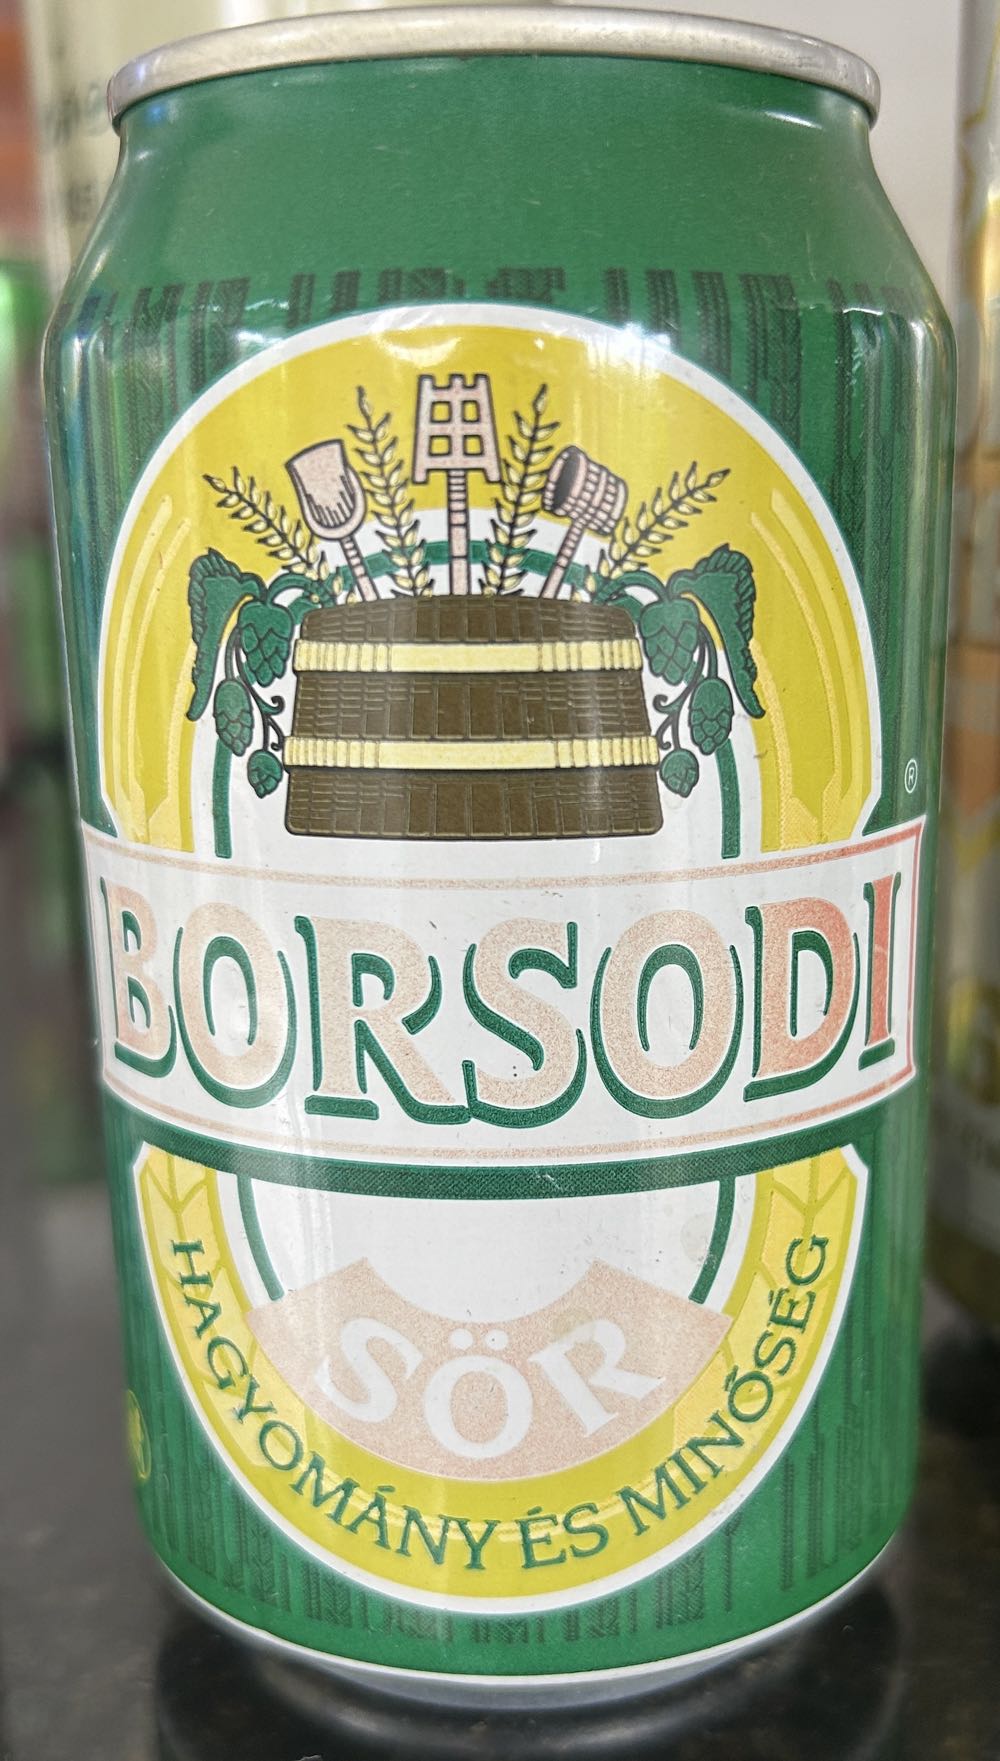 ®
BORSODI
SÖR
HAGYOMÁNY ÉS MINŐSÉG